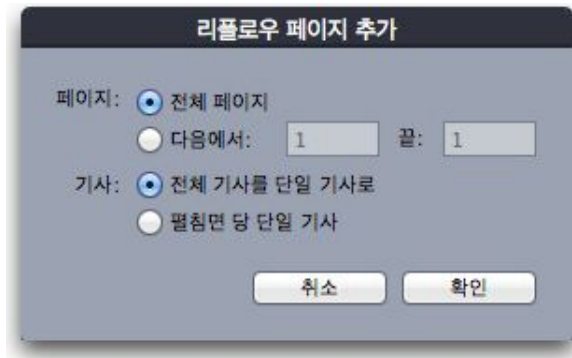 리플로우 페이지 추가
페이지: 전체 페이지
다음에서: 1 끝: 1
기사: 전체 기사를 단일 기사로
펼침면 당 단일 기사
취소 확인